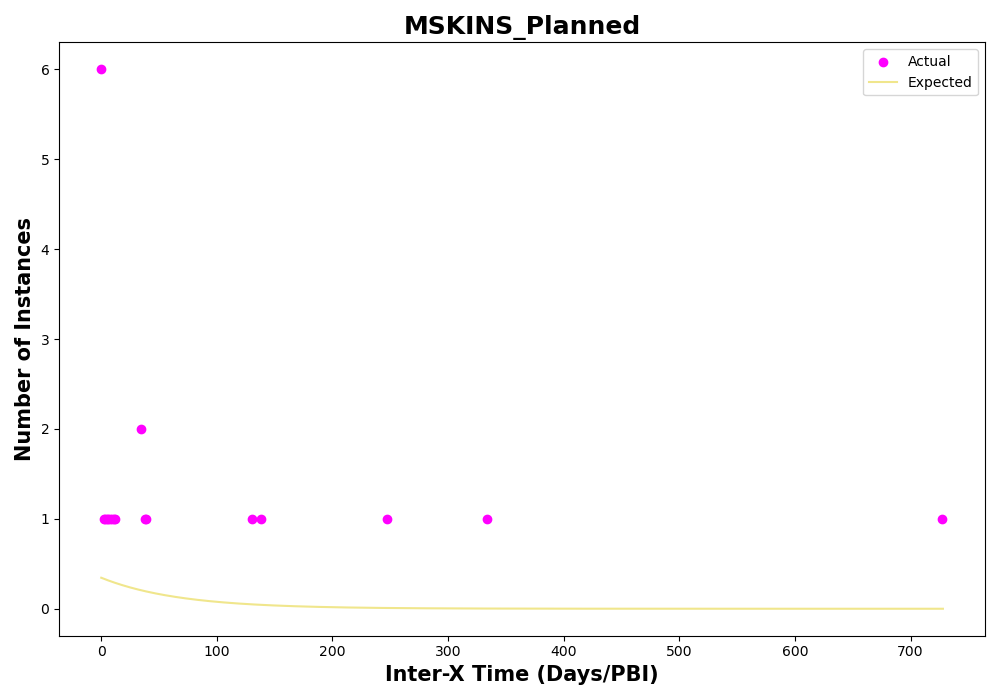 MSKINS_Planned
Actual
Expected
Number of Instances
6
5
4
3
2
1
0
0 100 200 300 400 500 600 700
Inter-X Time (Days/PBI)